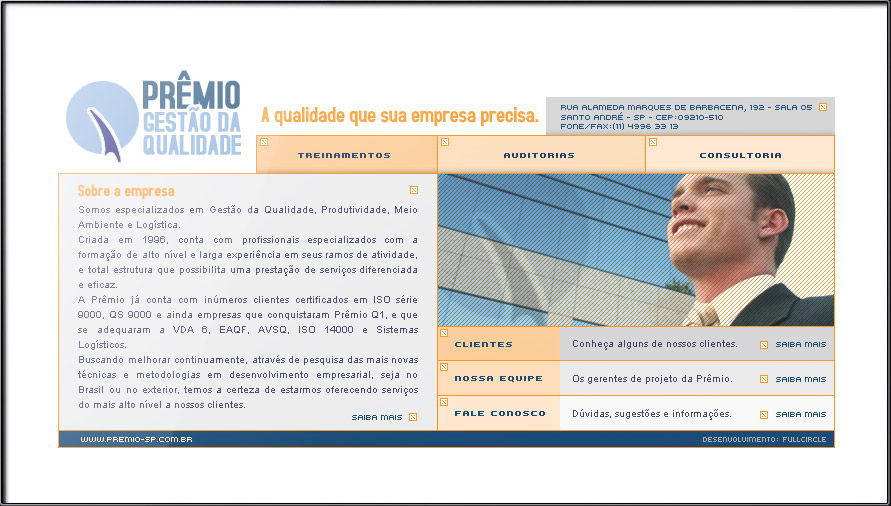 PRÊMIO
GESTÃO DA
QUALIDADE
A qualidade que sua empresa precisa.
RUA ALAMEDA MARQUES DE BARBACENA, 192 - SALA 05
SANTO ANDRÉ - SP - CEP:09210-510
FONE/FAX:(11) 4996 33 13
TREINAMENTOS
AUDITORIAS
CONSULTORIA
Sobre a empresa
Somos especializados em Gestão da Qualidade, Produtividade, Meio
Ambiente e Logística.
Criada em 1996, conta com profissionais especializados com a
formação de alto nível e larga experiência em seus ramos de atividade,
e total estrutura que possibilita uma prestação de serviços diferenciada
e eficaz.
A Prêmio já conta com inúmeros clientes certificados em ISO série
9000, QS 9000 e ainda empresas que conquistaram Prêmio Q1, e que
se adequaram a VDA 6, EAQF, AVSQ, ISO 14000 e Sistemas
Logísticos.
Buscando melhorar continuamente, através de pesquisa das mais novas
técnicas e metodologias em desenvolvimento empresarial, seja no
Brasil ou no exterior, temos a certeza de estarmos oferecendo serviços
do mais alto nível a nossos clientes.
SAIBA MAIS
CLIENTES
Conheça alguns de nossos clientes.
SAIBA MAIS
NOSSA EQUIPE
Os gerentes de projeto da Prêmio.
SAIBA MAIS
FALE CONOSCO
Dúvidas, sugestões e informações.
SAIBA MAIS
WWW.PREMIO-SP.COM.BR
DESENVOLVIMENTO: FULLCIRCLE